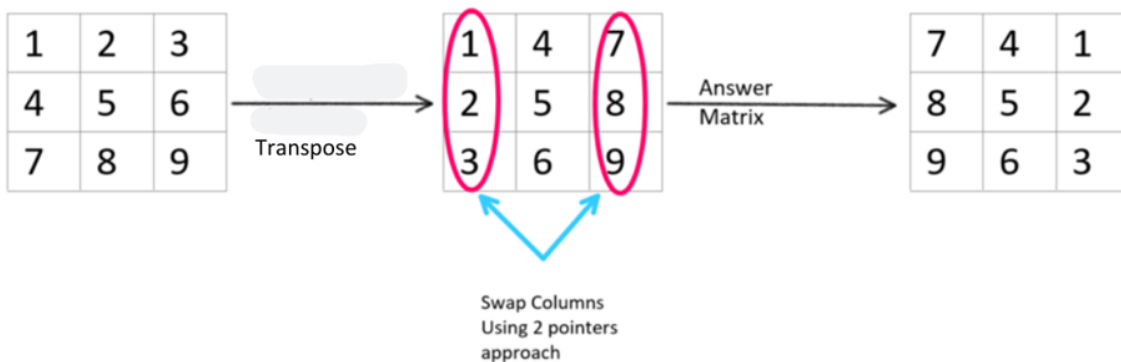 1 2 3
4 5 6
7 8 9
Transpose
1 4 7
2 5 8
3 6 9
Swap Columns
Using 2 pointers
approach
Answer
Matrix
7 4 1
8 5 2
9 6 3